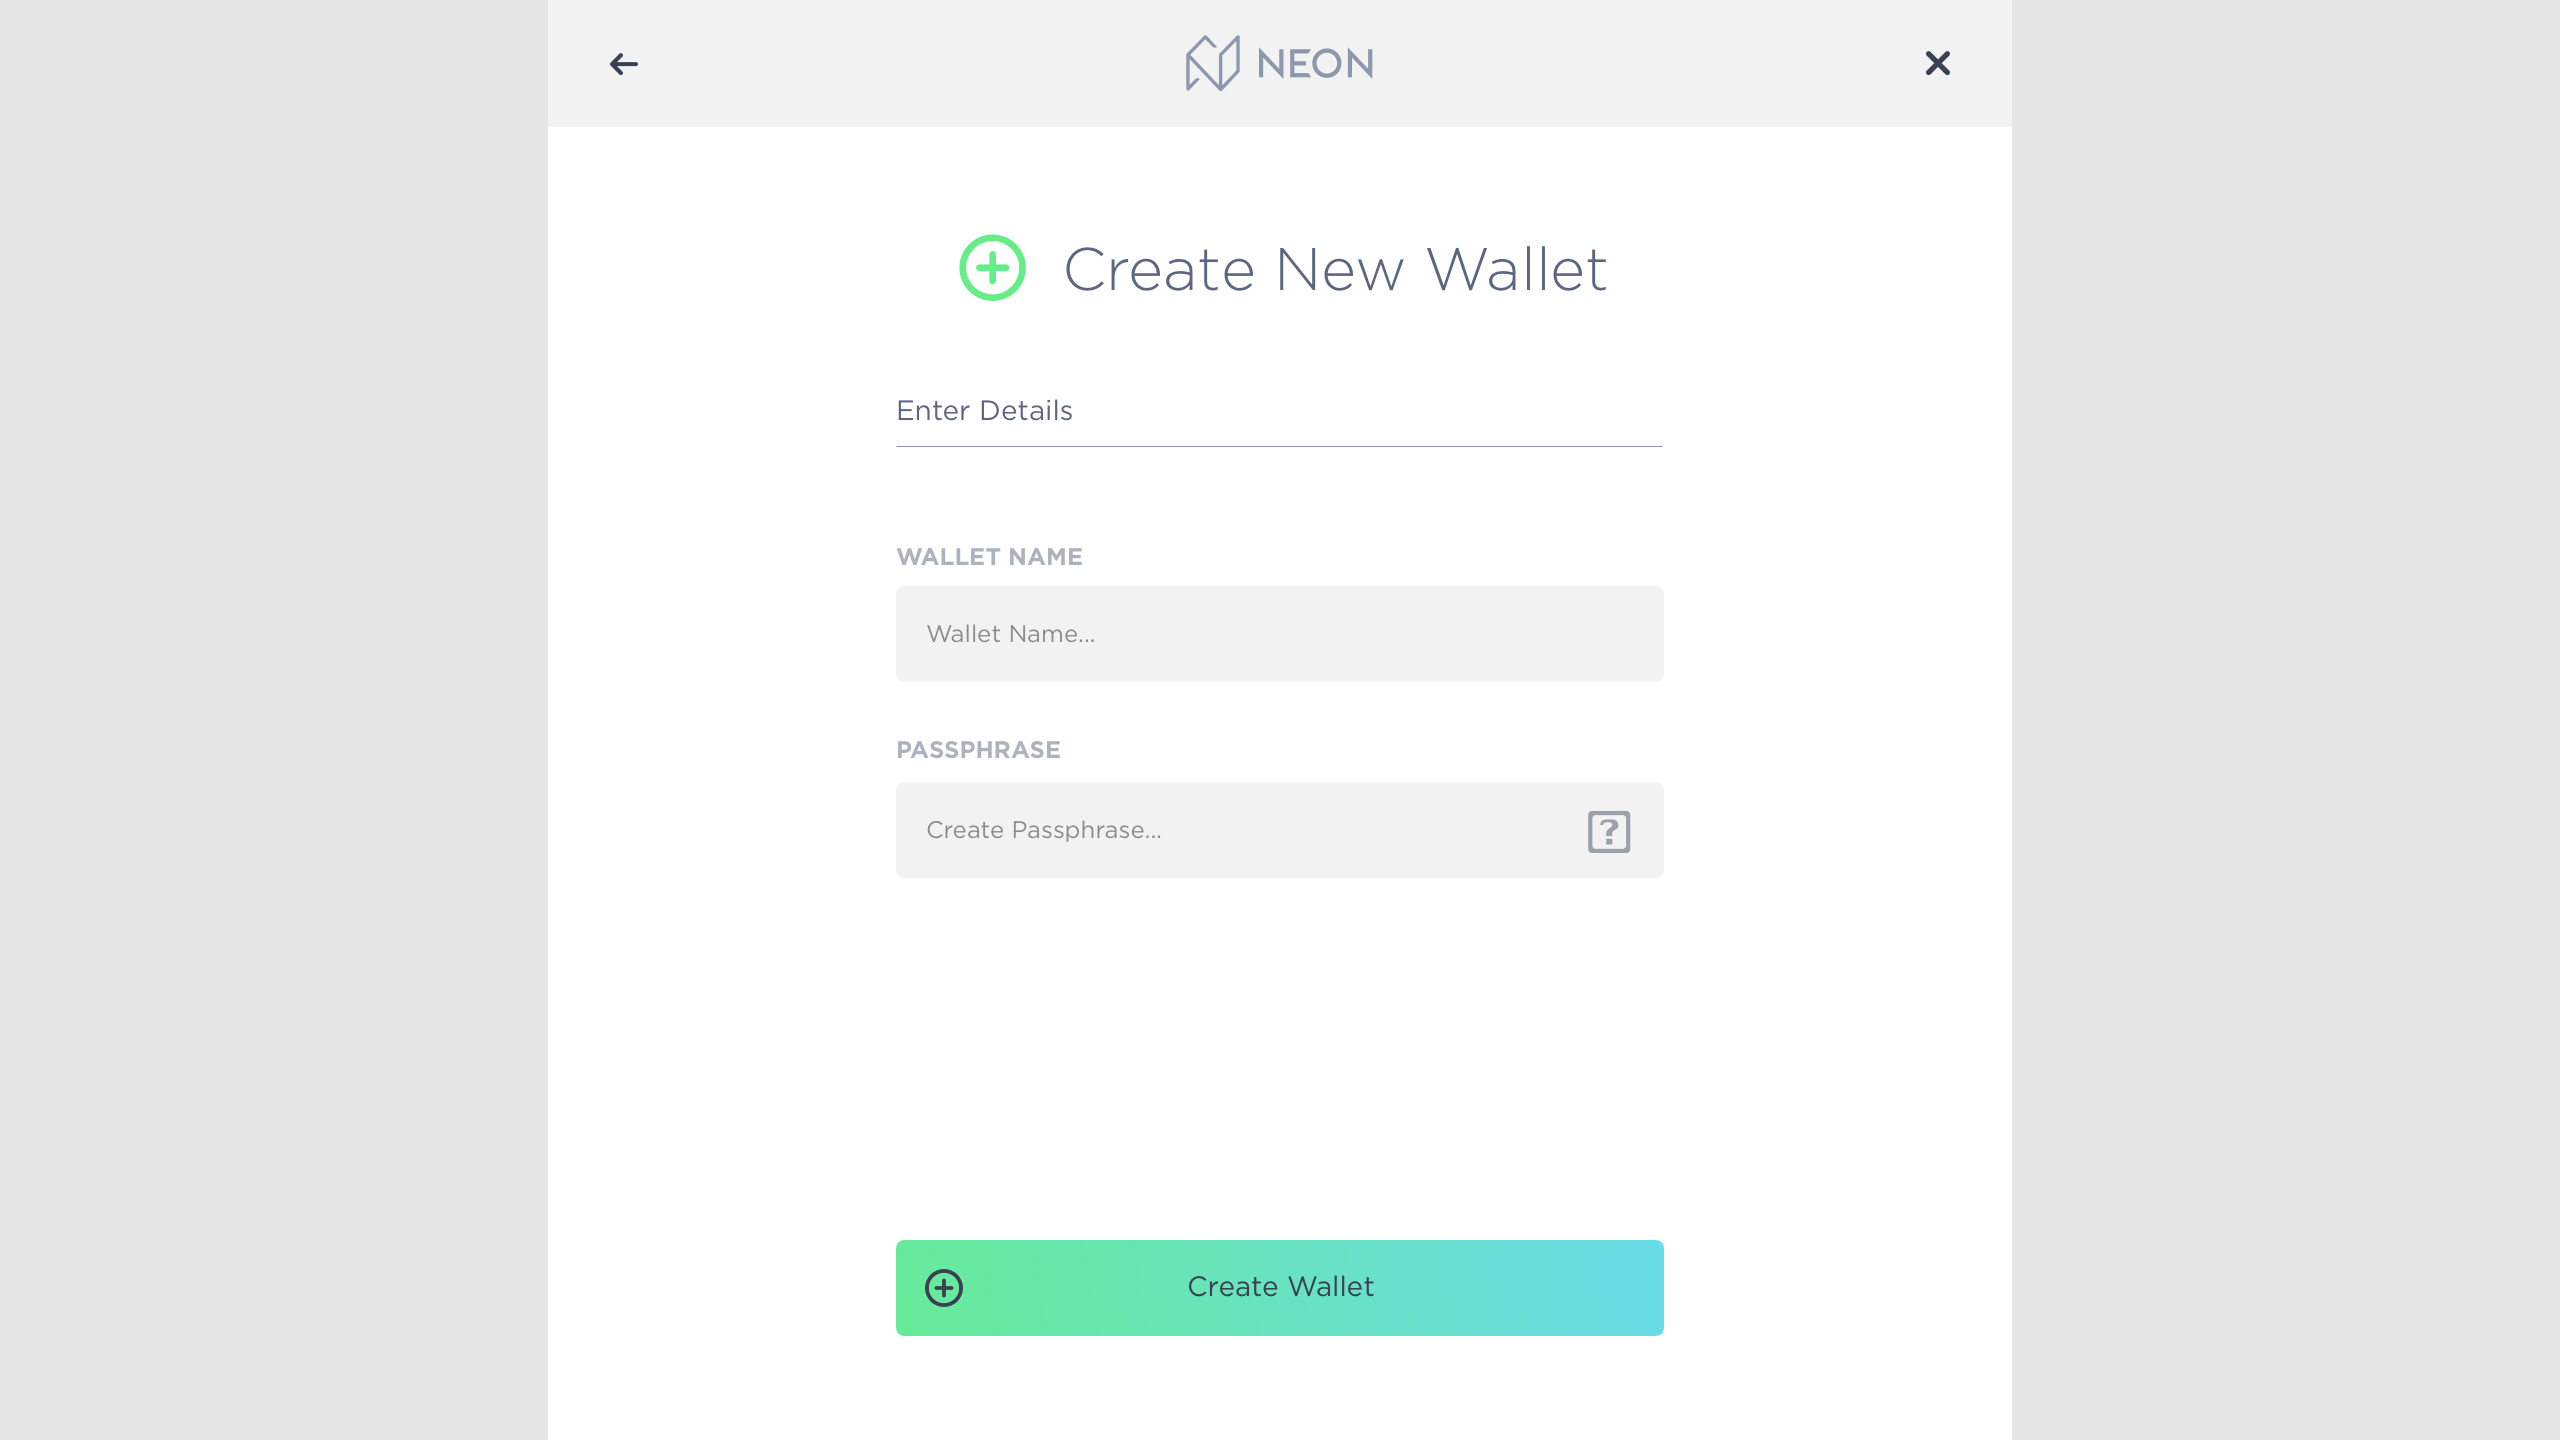 NEON
Create New Wallet
Enter Details
WALLET NAME
Wallet Name...
PASSPHRASE
Create Passphrase...
?
Create Wallet